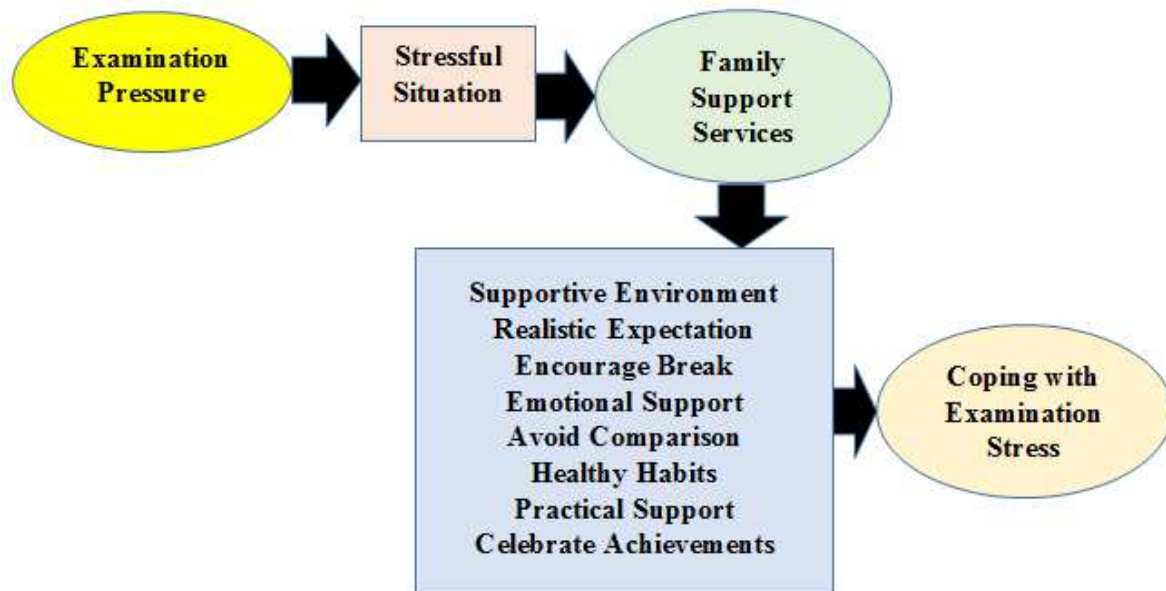 Examination
Pressure
Stressful
Situation
Family
Support
Services
Supportive Environment
Realistic Expectation
Encourage Break
Emotional Support
Avoid Comparison
Healthy Habits
Practical Support
Celebrate Achievements
Coping with
Examination
Stress